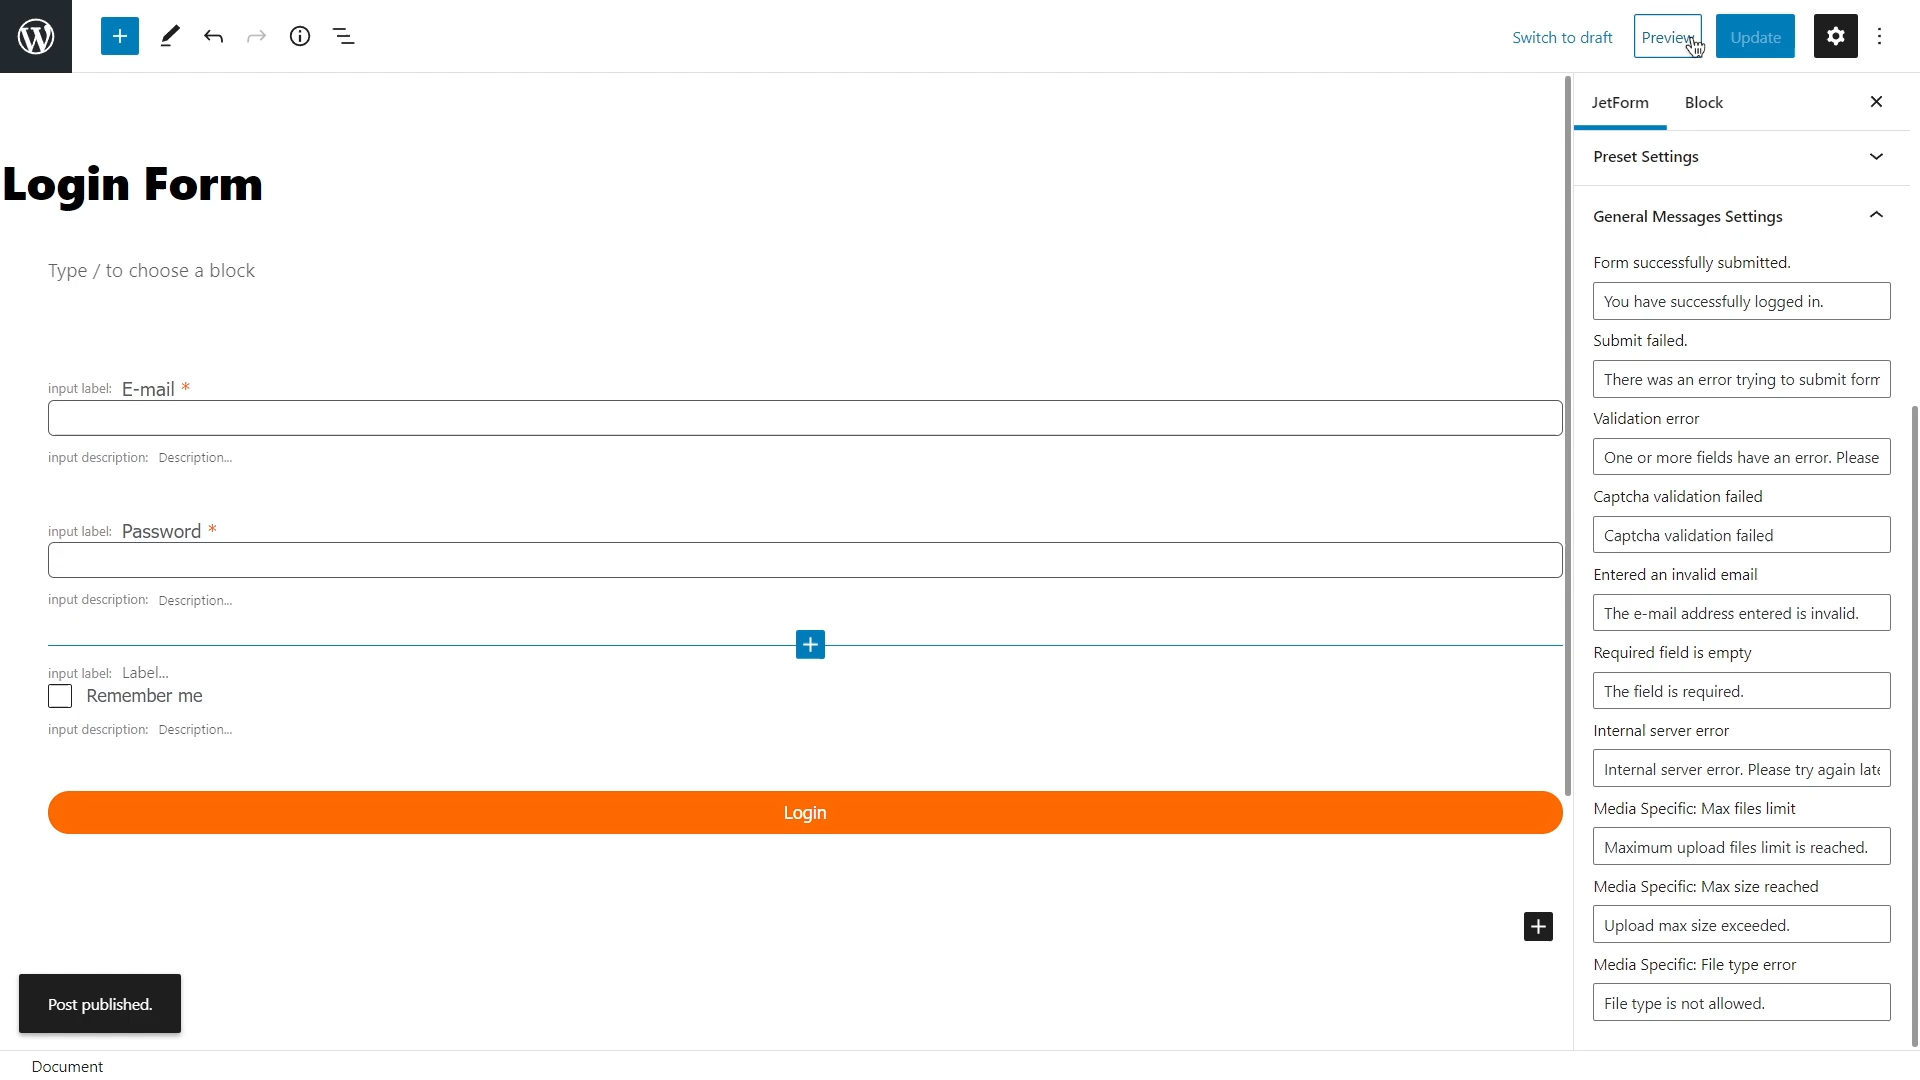 Switch to draft
Preview
Update
JetForm
Block
Preset Settings
General Messages Settings
Form successfully submitted.
You have successfully logged in.
Submit failed.
There was an error trying to submit form
Validation error
One or more fields have an error. Please
Captcha validation failed
Captcha validation failed
Entered an invalid email
The e-mail address entered is invalid.
Required field is empty
The field is required.
Internal server error
Internal server error. Please try again late
Media Specific: Max files limit
Maximum upload files limit is reached.
Media Specific: Max size reached
Upload max size exceeded.
Media Specific: File type error
File type is not allowed.
Login Form
Type / to choose a block
input label: E-mail *
input description: Description...
input label: Password *
input description: Description...
input label: Label...
Remember me
input description: Description...
Login
Post published.
Document